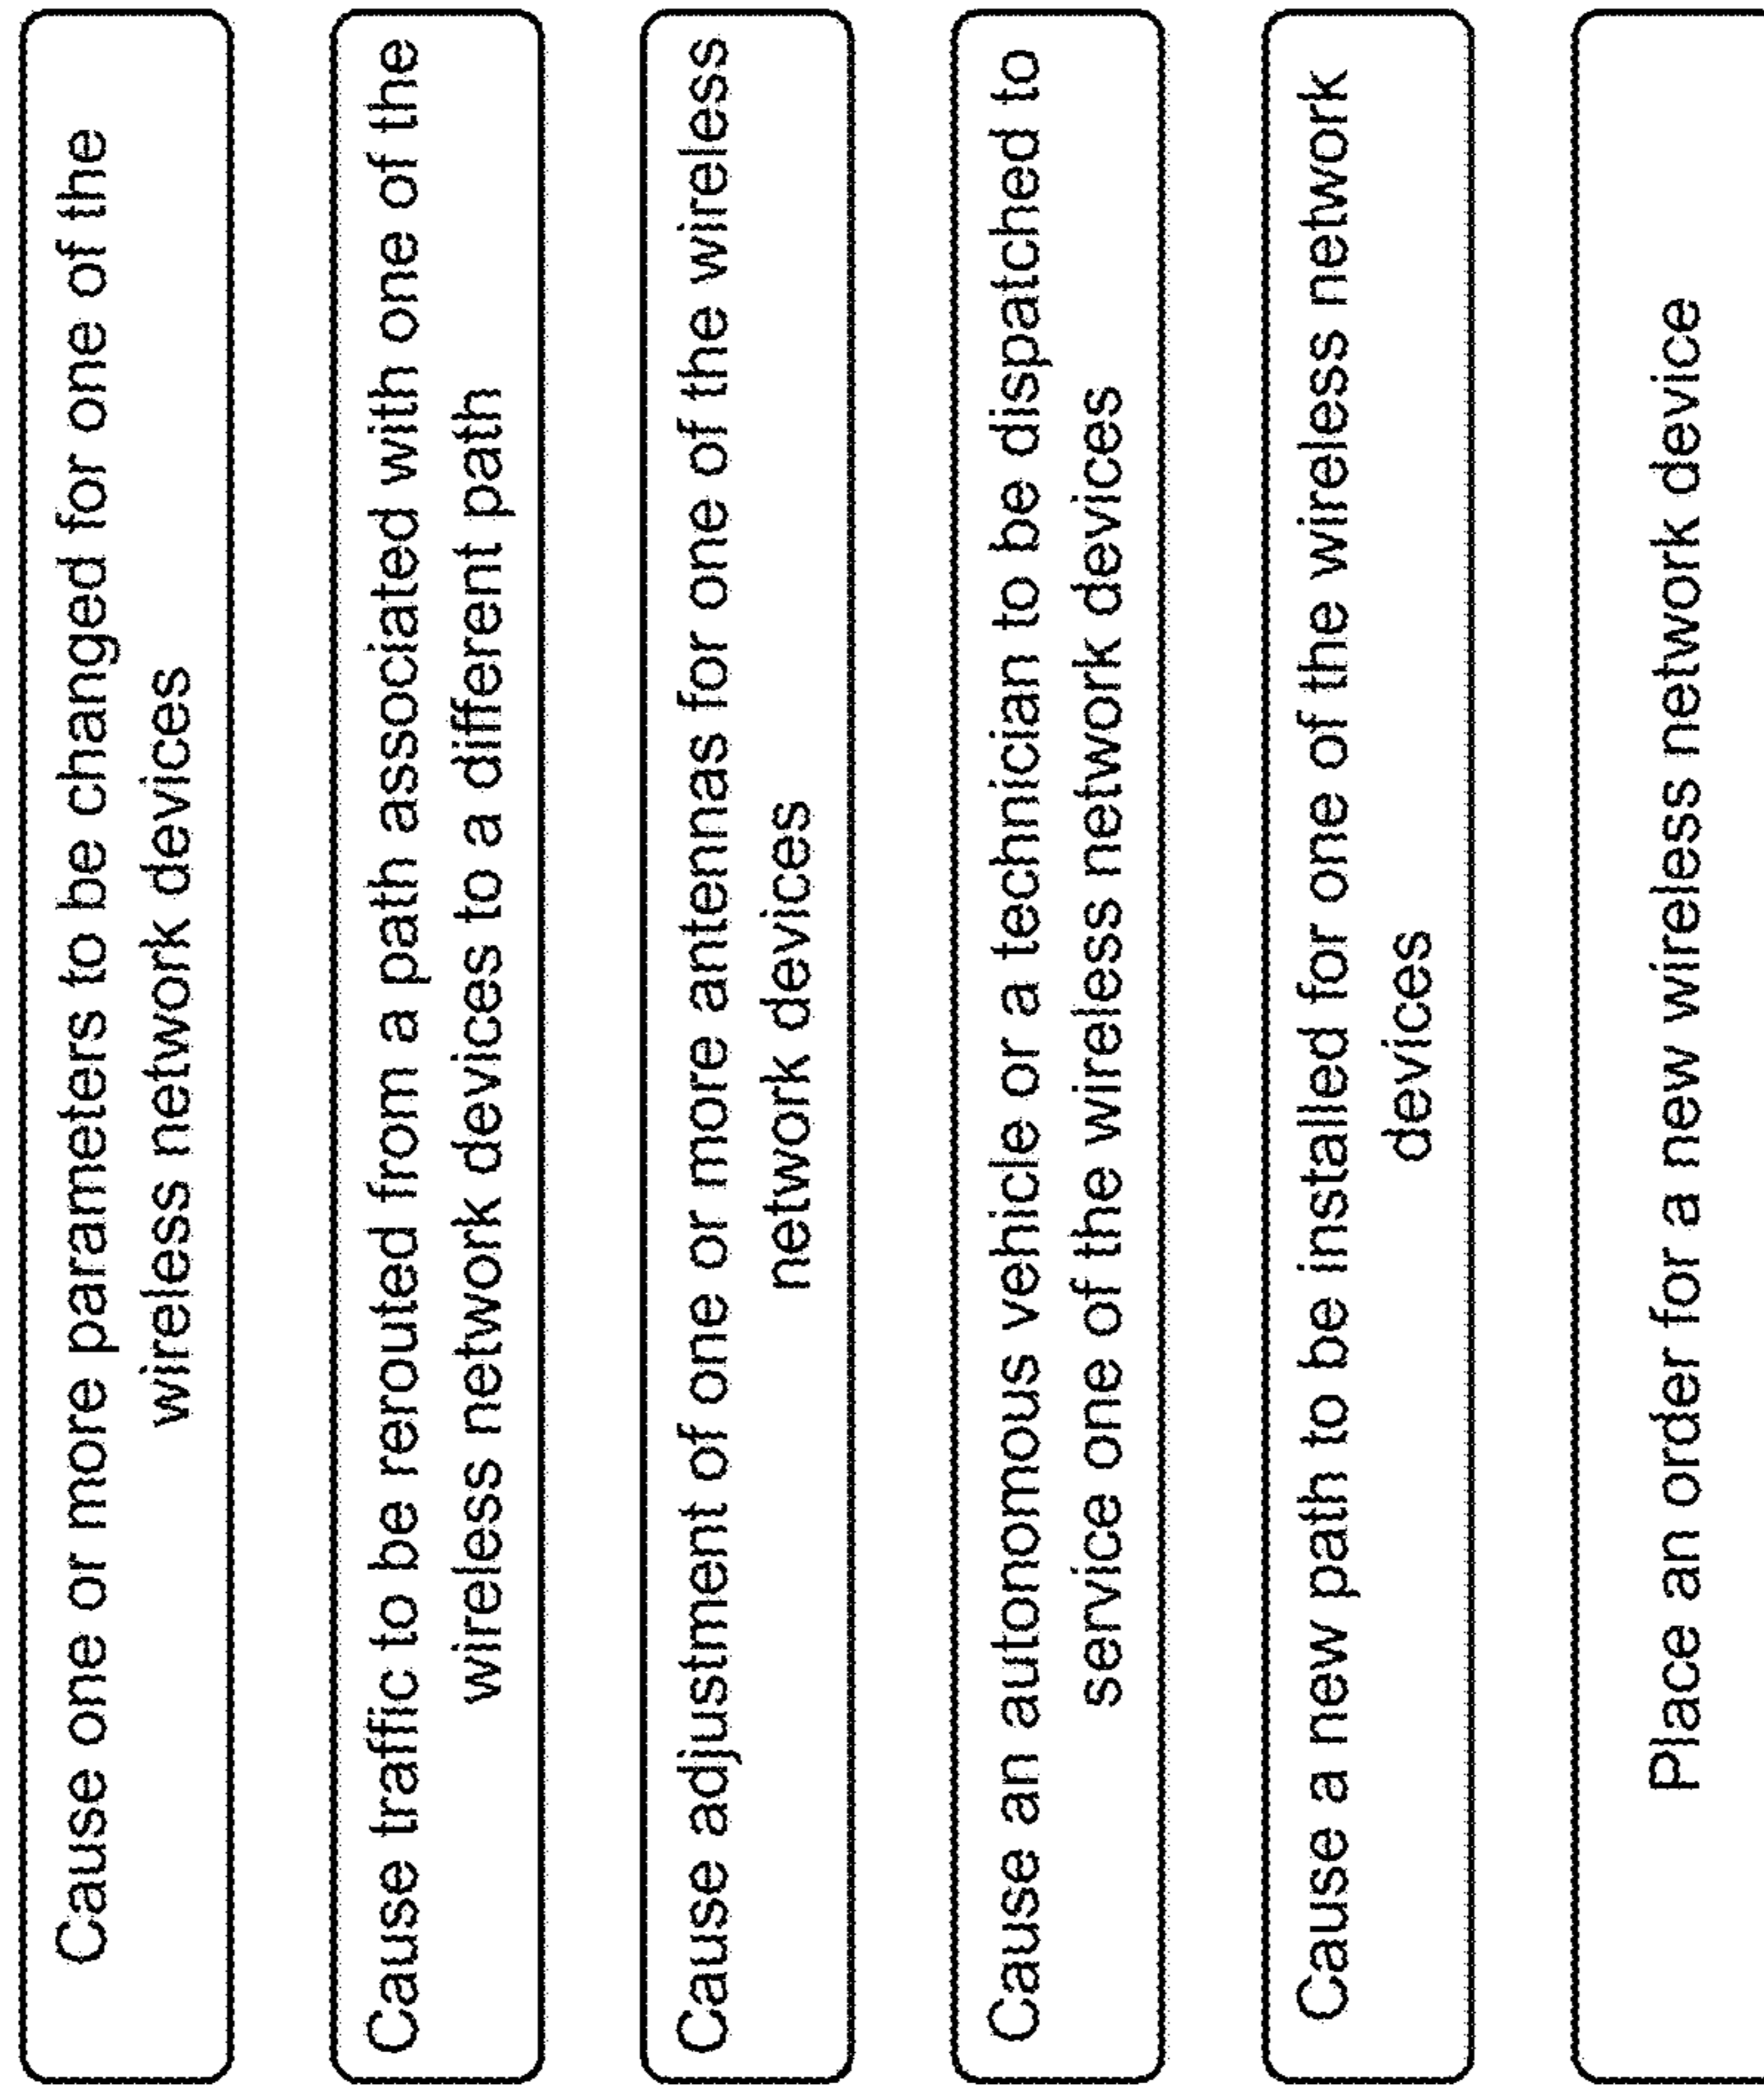 Cause one or more parameters to be changed for one of the
wireless network devices
Cause traffic to be rerouted from a path associated with one of the
wireless network devices to a different path
Cause adjustment of one or more antennas for one of the wireless
network devices
Cause an autonomous vehicle or a technician to be dispatched to
service one of the wireless network devices
Cause a new path to be installed for one of the wireless network
devices
Place an order for a new wireless network device